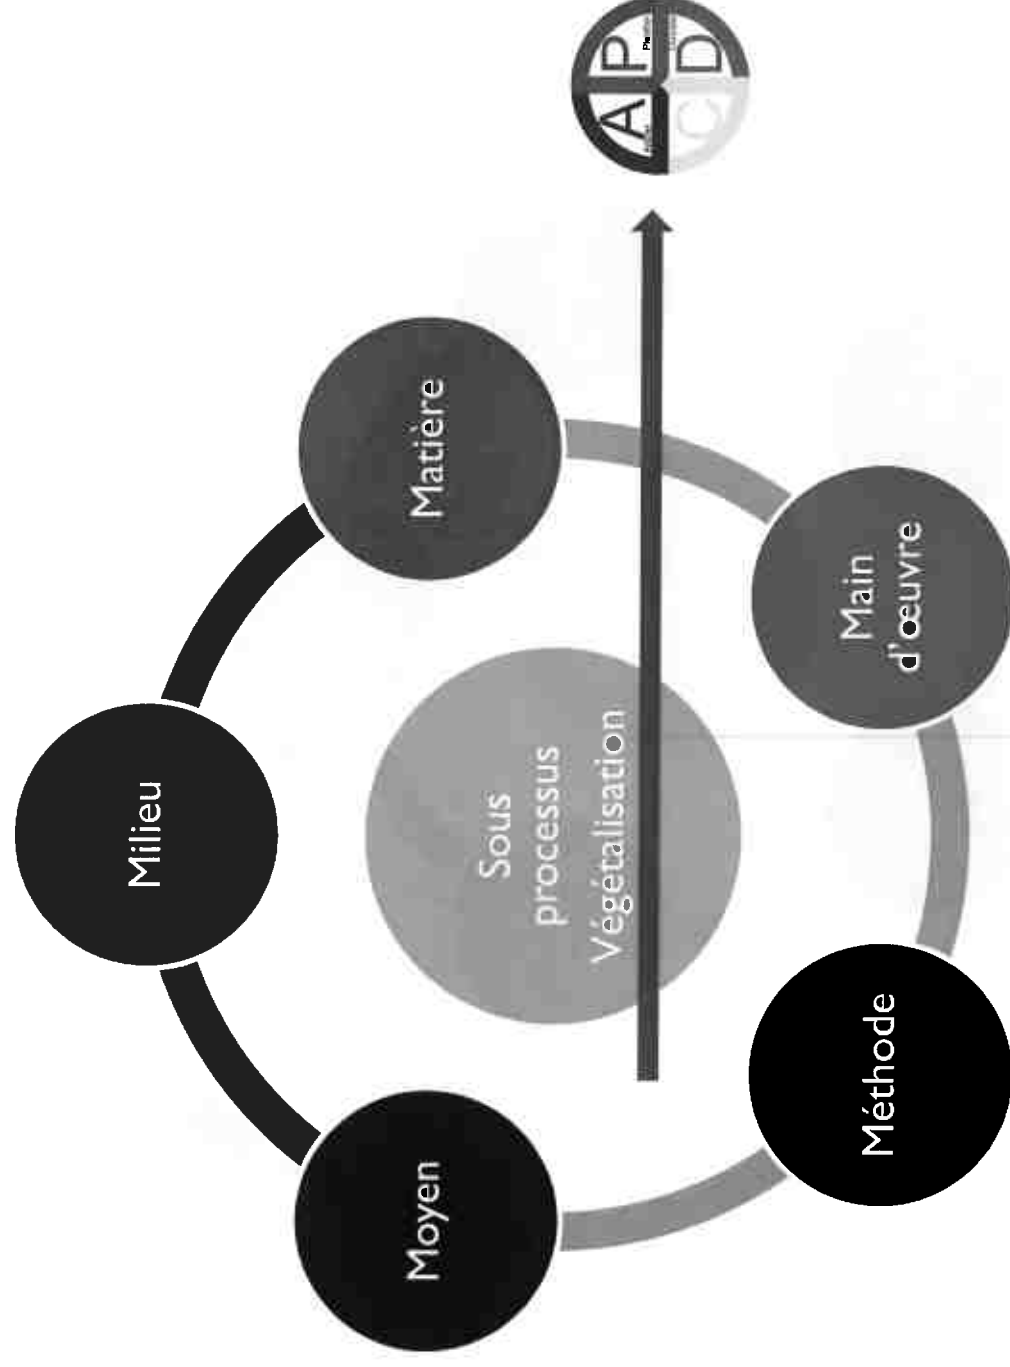 Milieu
Matière
Main
d'œuvre
Méthode
Moyen
Sous
processus
Végétalisation
A P
C D